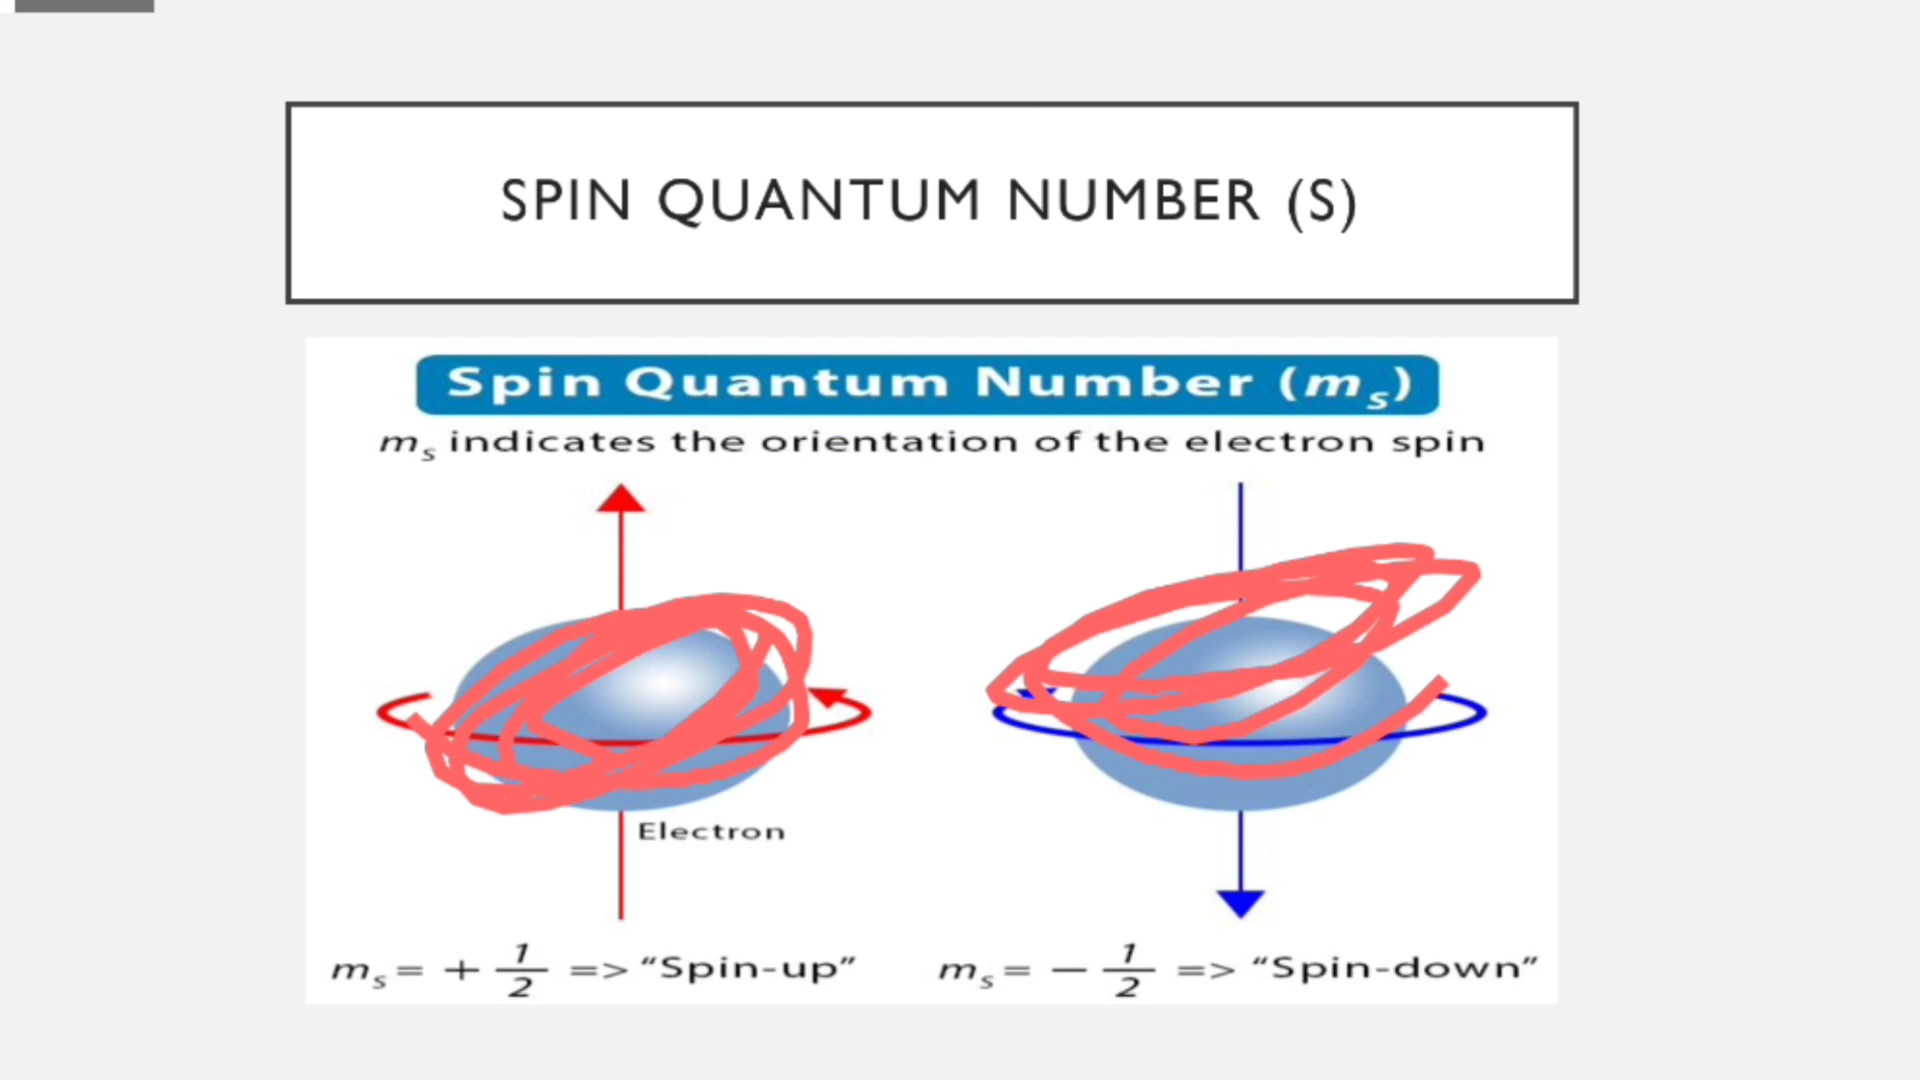 SPIN QUANTUM NUMBER (S)
Spin Quantum Number (mₛ)
mₛ indicates the orientation of the electron spin
Electron
mₛ = + 1/2 => “Spin-up”
mₛ = − 1/2 => “Spin-down”